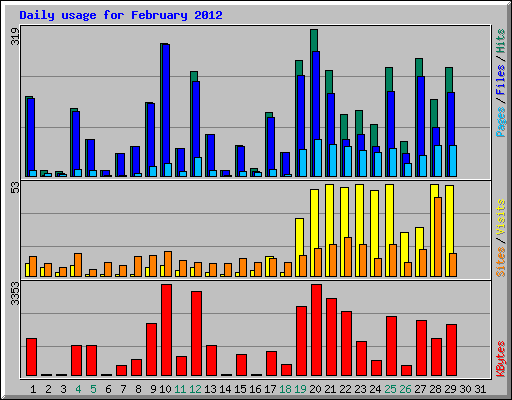 Daily usage for February 2012
319
Pages / Files / Hits
53
Sites / Visits
3353
KBytes
1 2 3 4 5 6 7 8 9 10 11 12 13 14 15 16 17 18 19 20 21 22 23 24 25 26 27 28 29 30 31